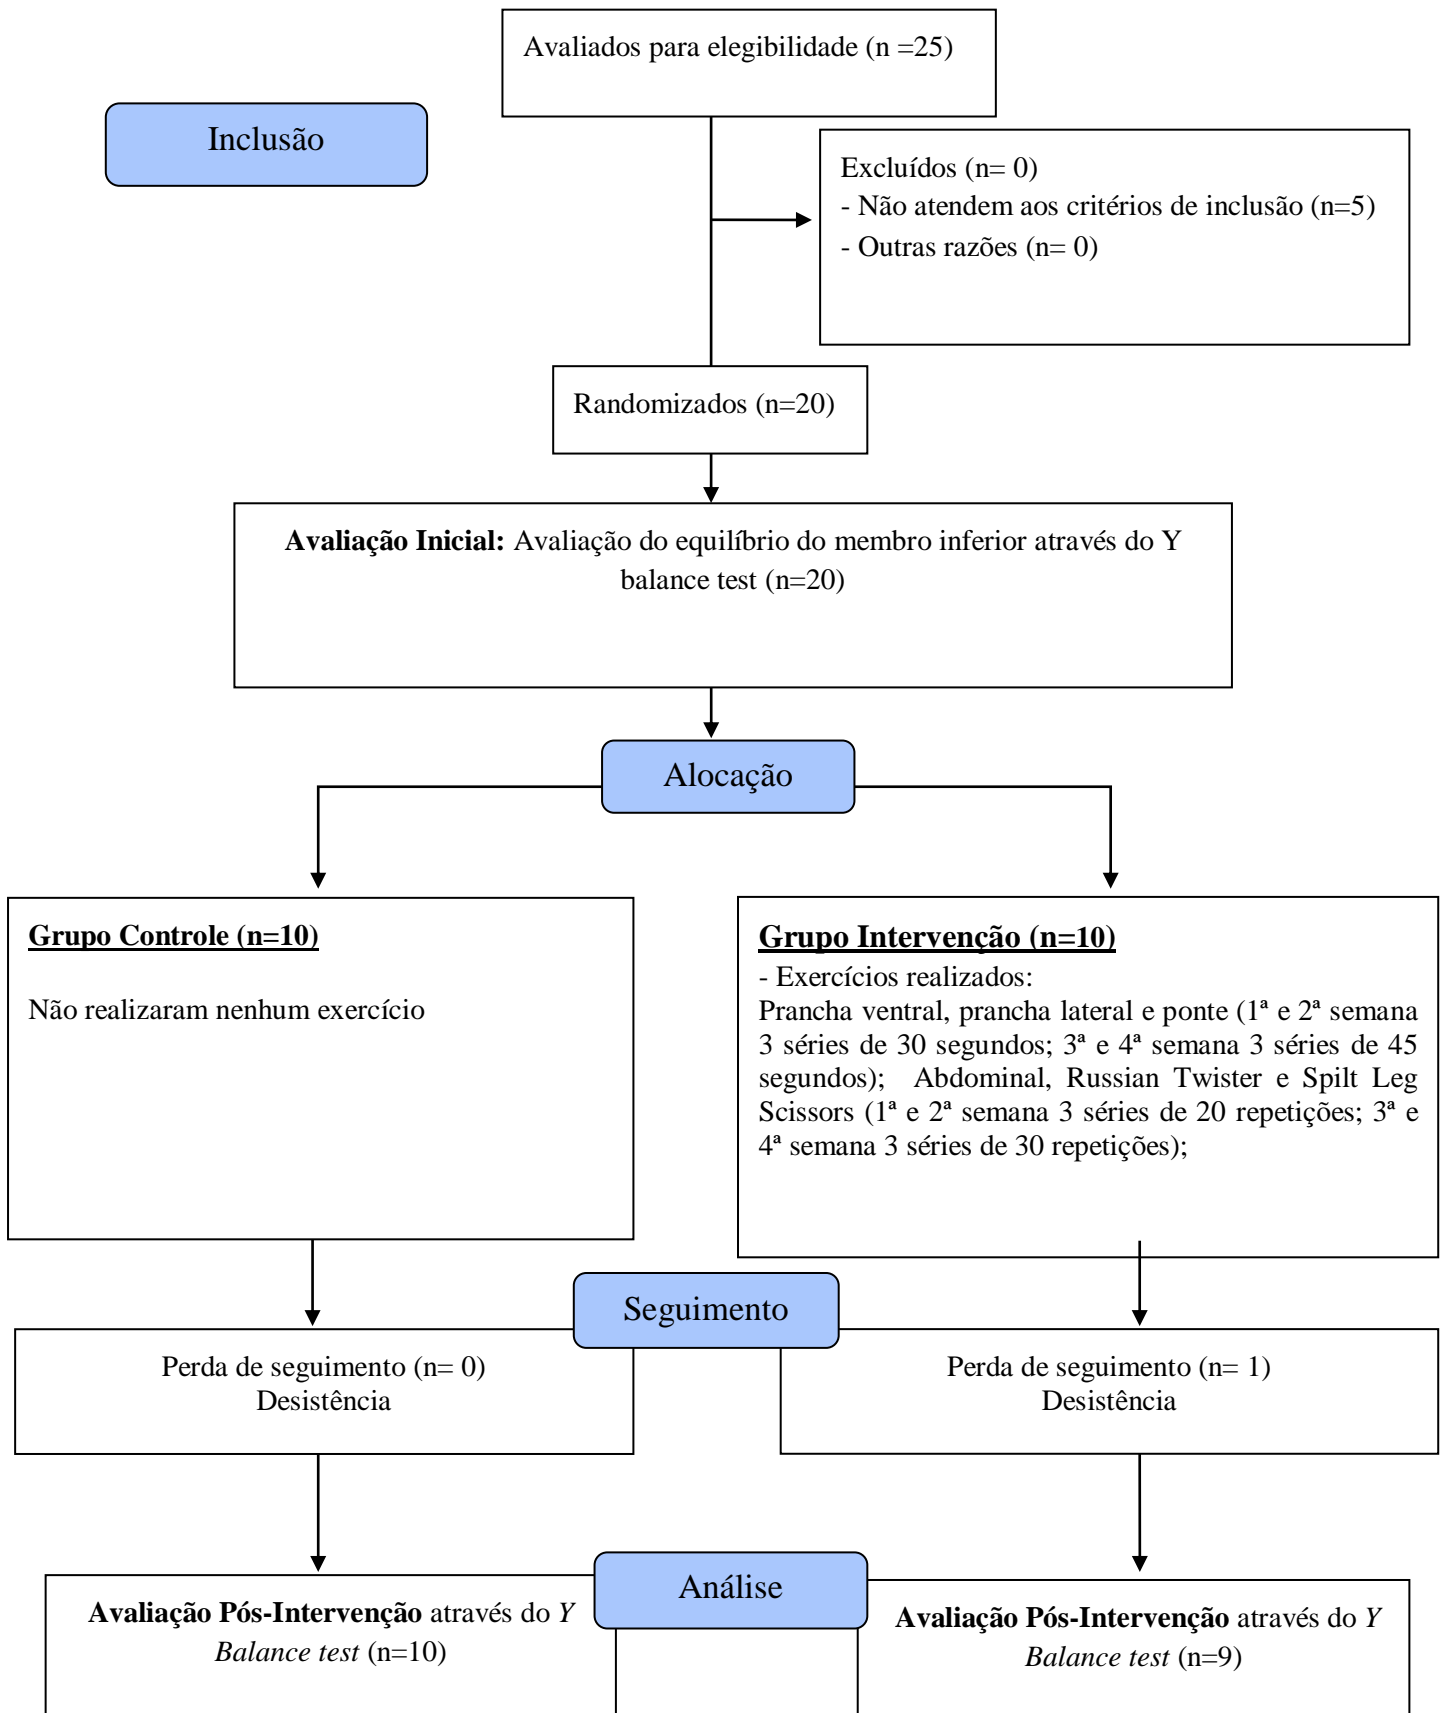 Avaliados para elegibilidade (n =25)
Inclusão
Excluídos (n= 0)
- Não atendem aos critérios de inclusão (n=5)
- Outras razões (n= 0)
Randomizados (n=20)
Avaliação Inicial: Avaliação do equilíbrio do membro inferior através do Y
balance test (n=20)
Alocação
Grupo Controle (n=10)
Não realizaram nenhum exercício
Grupo Intervenção (n=10)
- Exercícios realizados:
Prancha ventral, prancha lateral e ponte (1ª e 2ª semana
3 séries de 30 segundos; 3ª e 4ª semana 3 séries de 45
segundos); Abdominal, Russian Twister e Spilt Leg
Scissors (1ª e 2ª semana 3 séries de 20 repetições; 3ª e
4ª semana 3 séries de 30 repetições);
Seguimento
Perda de seguimento (n= 0)
Desistência
Perda de seguimento (n= 1)
Desistência
Análise
Avaliação Pós-Intervenção através do Y
Balance test (n=10)
Avaliação Pós-Intervenção através do Y
Balance test (n=9)